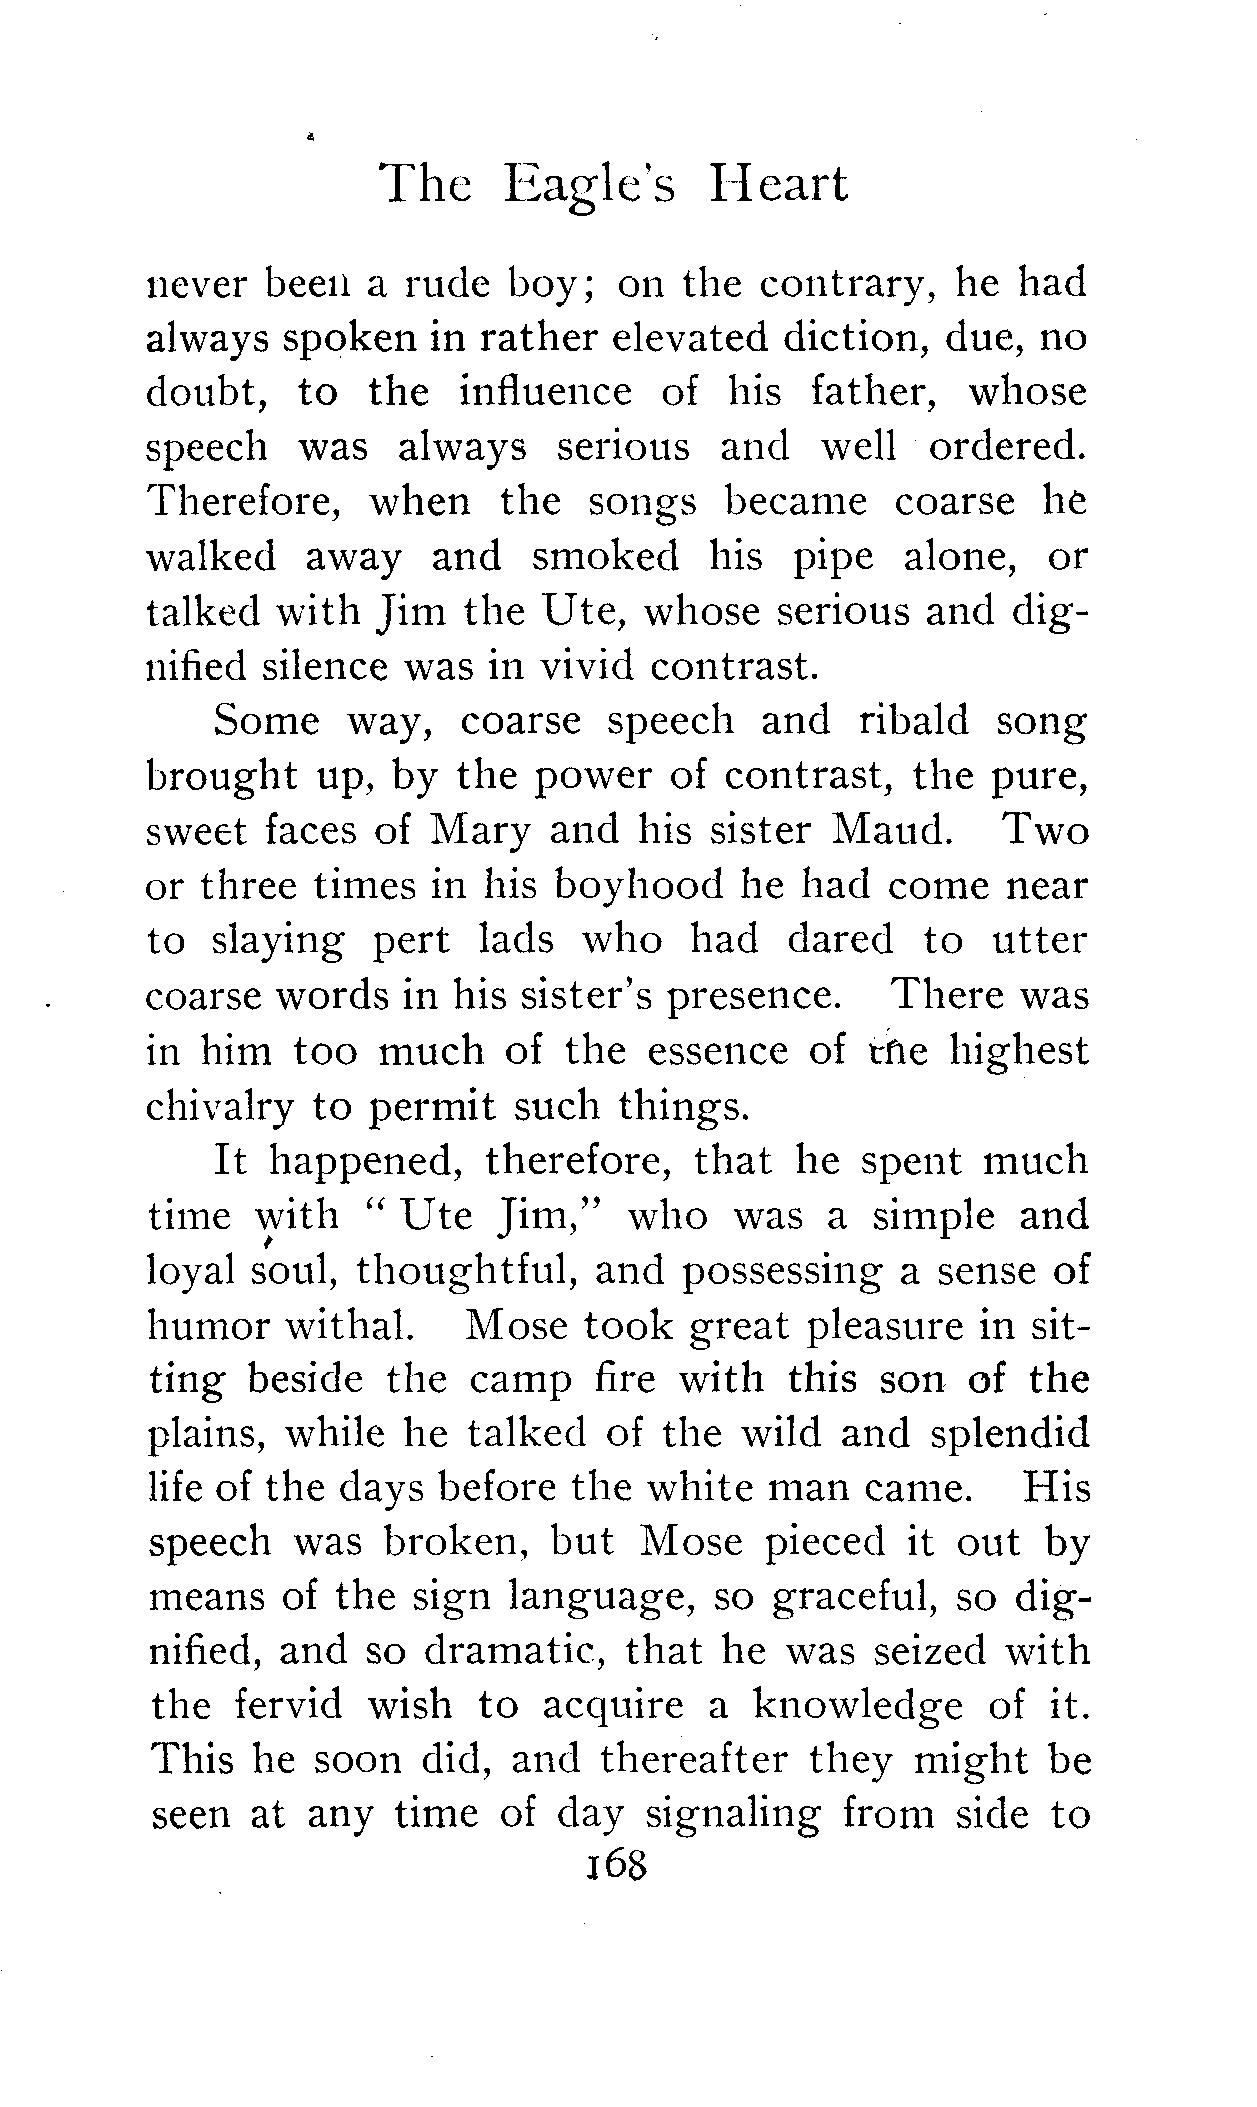 The Eagle's Heart
never been a rude boy; on the contrary, he had
always spoken in rather elevated diction, due, no
doubt, to the influence of his father, whose
speech was always serious and well ordered.
Therefore, when the songs became coarse he
walked away and smoked his pipe alone, or
talked with Jim the Ute, whose serious and dig-
nified silence was in vivid contrast.
Some way, coarse speech and ribald song
brought up, by the power of contrast, the pure,
sweet faces of Mary and his sister Maud. Two
or three times in his boyhood he had come near
to slaying pert lads who had dared to utter
coarse words in his sister's presence. There was
in him too much of the essence of the highest
chivalry to permit such things.
It happened, therefore, that he spent much
time with " Ute Jim," who was a simple and
loyal soul, thoughtful, and possessing a sense of
humor withal. Mose took great pleasure in sit-
ting beside the camp fire with this son of the
plains, while he talked of the wild and splendid
life of the days before the white man came. His
speech was broken, but Mose pieced it out by
means of the sign language, so graceful, so dig-
nified, and so dramatic, that he was seized with
the fervid wish to acquire a knowledge of it.
This he soon did, and thereafter they might be
seen at any time of day signaling from side to
168